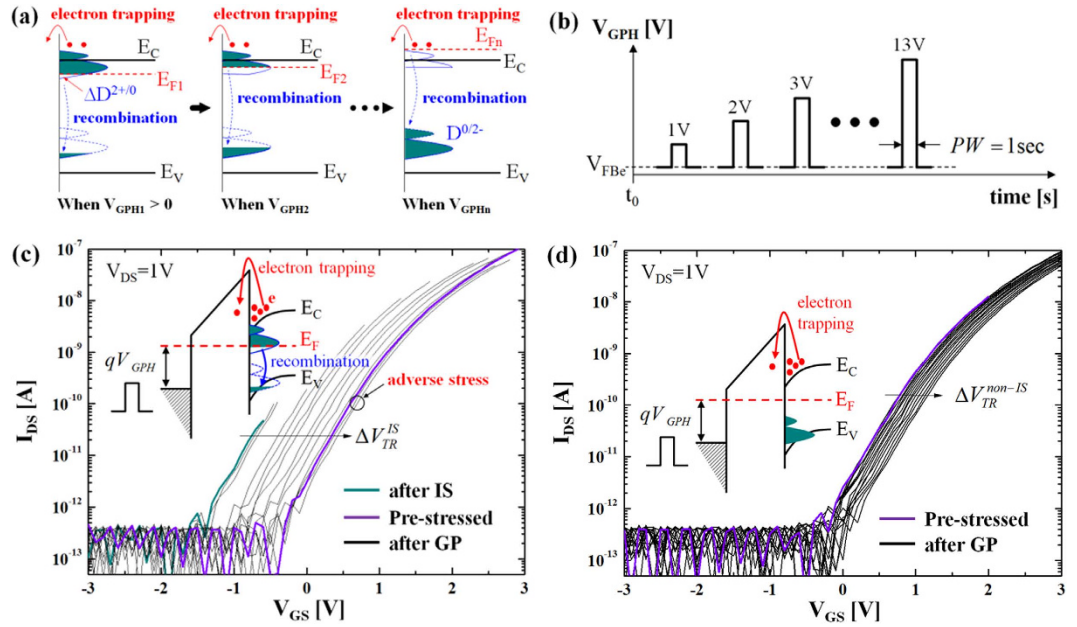 (a)
electron trapping
electron trapping
electron trapping
E_C
E_F1
ΔD^2+/0
recombination
E_V
When V_GPH1 > 0
E_C
E_F2
recombination
E_V
When V_GPH2
E_Fn
E_C
D^0/2-
recombination
E_V
When V_GPHn
(b)
V_GPH [V]
1V
2V
3V
13V
PW = 1sec
V_FBe
t_0
time [s]
(c)
V_DS=1V
electron trapping
e
E_C
E_F
recombination
E_V
qV_GPH
adverse stress
ΔV_TR^IS
after IS
Pre-stressed
after GP
I_DS [A]
10^-7
10^-8
10^-9
10^-10
10^-11
10^-12
10^-13
-3 -2 -1 0 1 2 3
V_GS [V]
(d)
V_DS=1V
electron
trapping
E_C
E_F
E_V
qV_GPH
ΔV_TR^non-IS
Pre-stressed
after GP
I_DS [A]
10^-7
10^-8
10^-9
10^-10
10^-11
10^-12
10^-13
-3 -2 -1 0 1 2 3
V_GS [V]